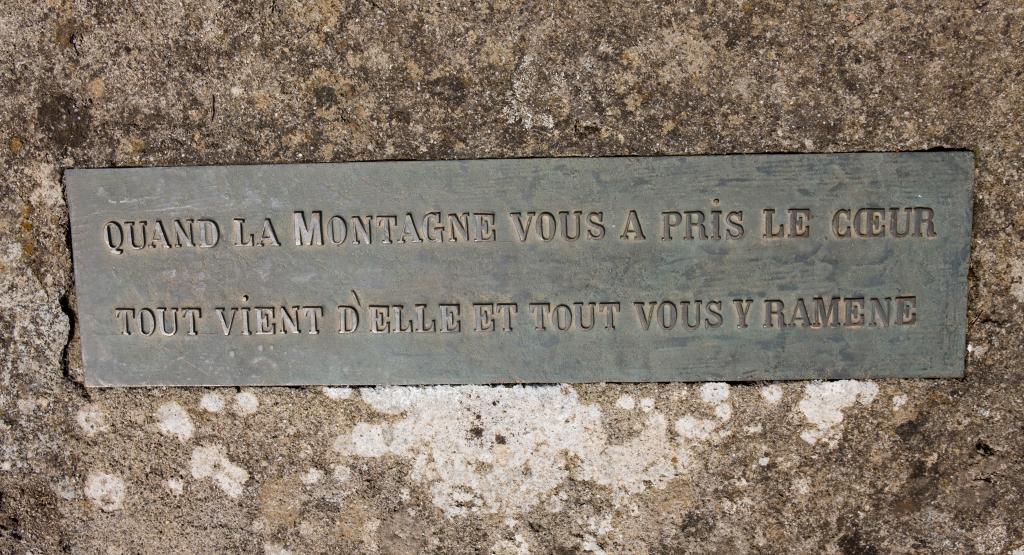 QUAND LA MONTAGNE VOUS A PRIS LE CŒUR
TOUT VIENT D'ELLE ET TOUT VOUS Y RAMENE